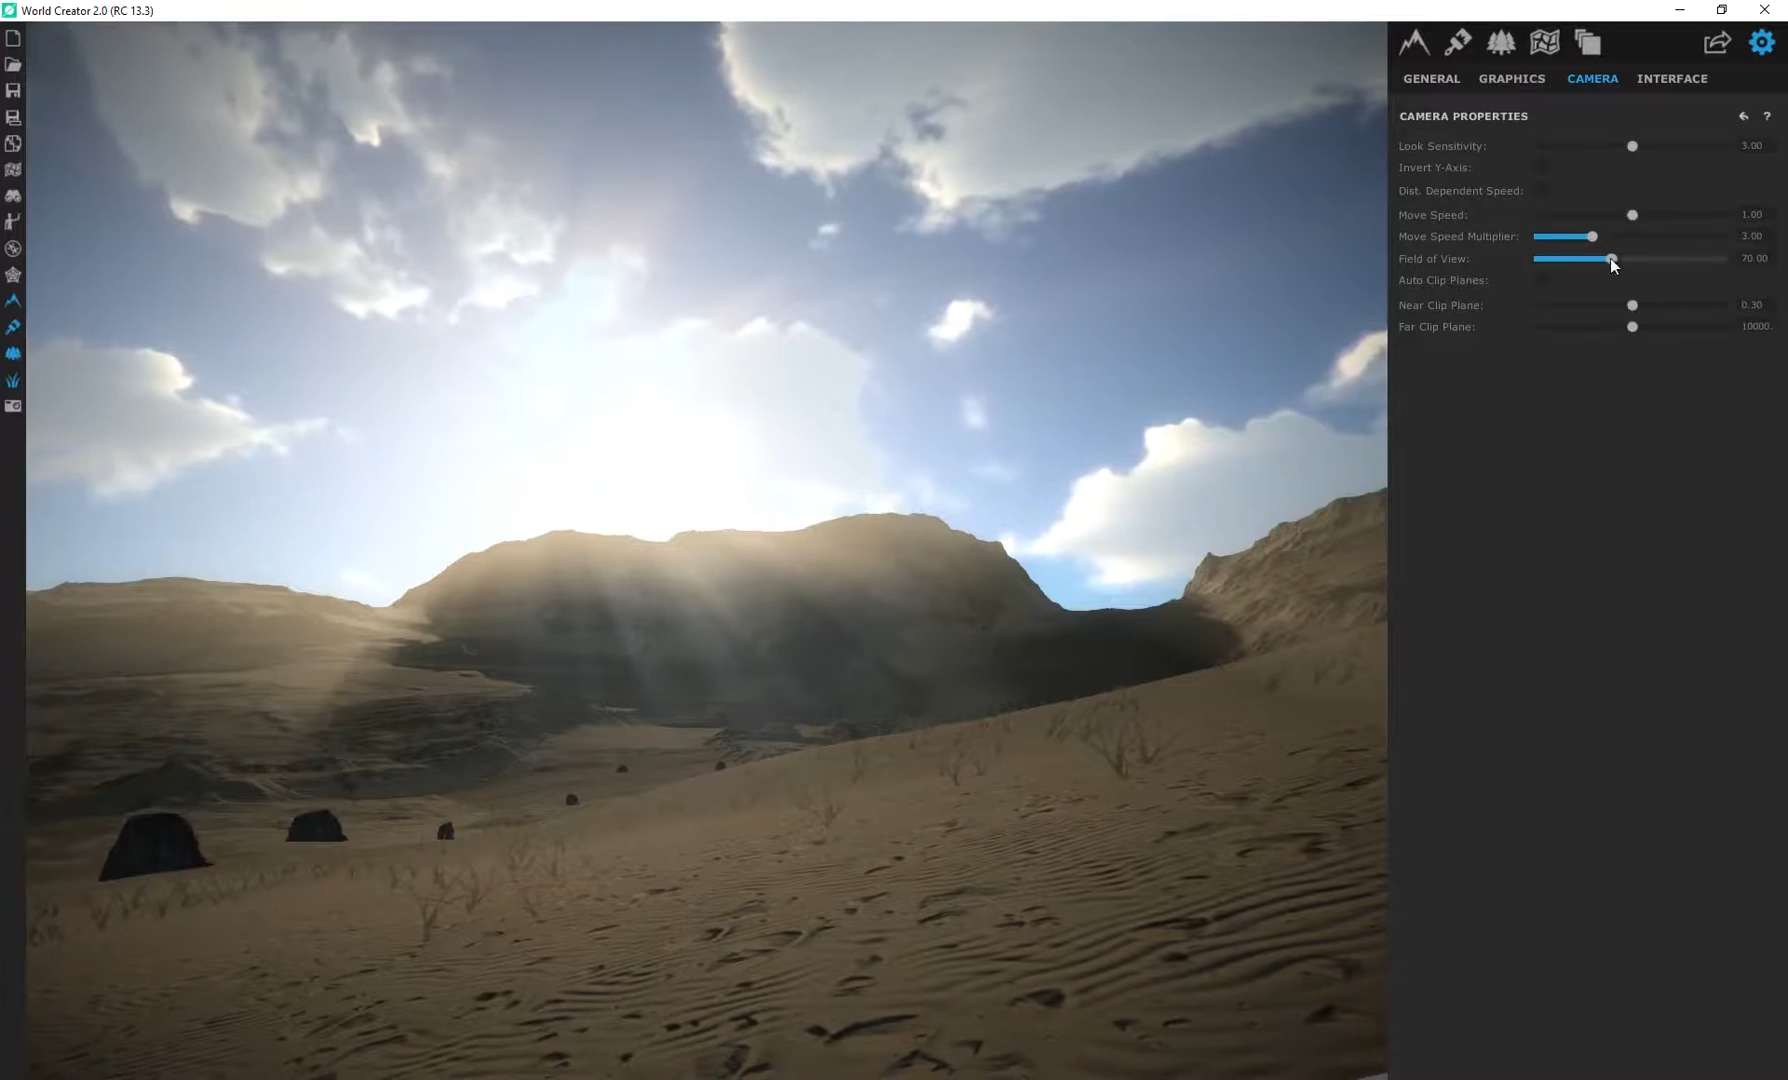 World Creator 2.0 (RC 13.3)
GENERAL GRAPHICS CAMERA INTERFACE
CAMERA PROPERTIES ?
Look Sensitivity: 3.00
Invert Y-Axis:
Dist. Dependent Speed:
Move Speed: 1.00
Move Speed Multiplier: 3.00
Field of View: 70.00
Auto Clip Planes:
Near Clip Plane: 0.30
Far Clip Plane: 10000.